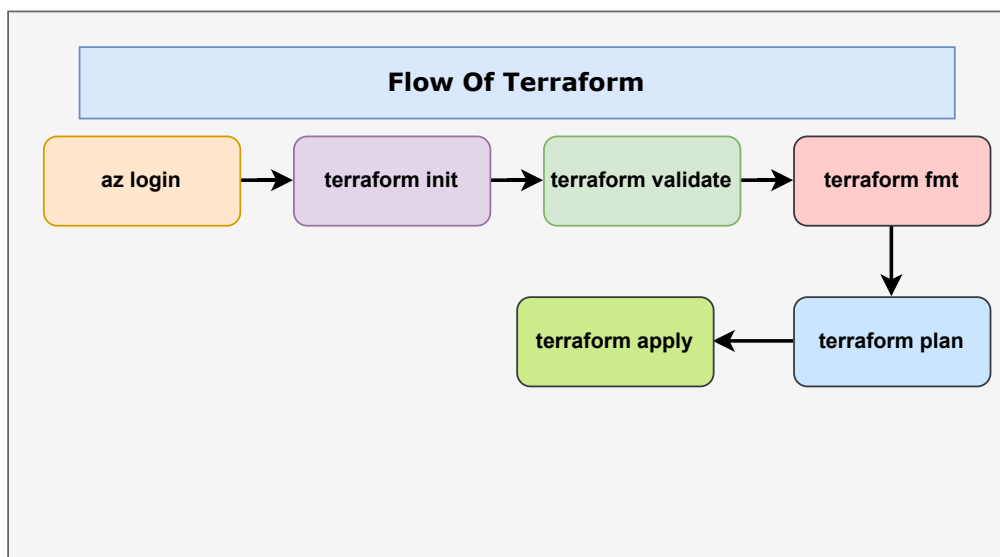 Flow Of Terraform
az login
terraform init
terraform validate
terraform fmt
terraform plan
terraform apply